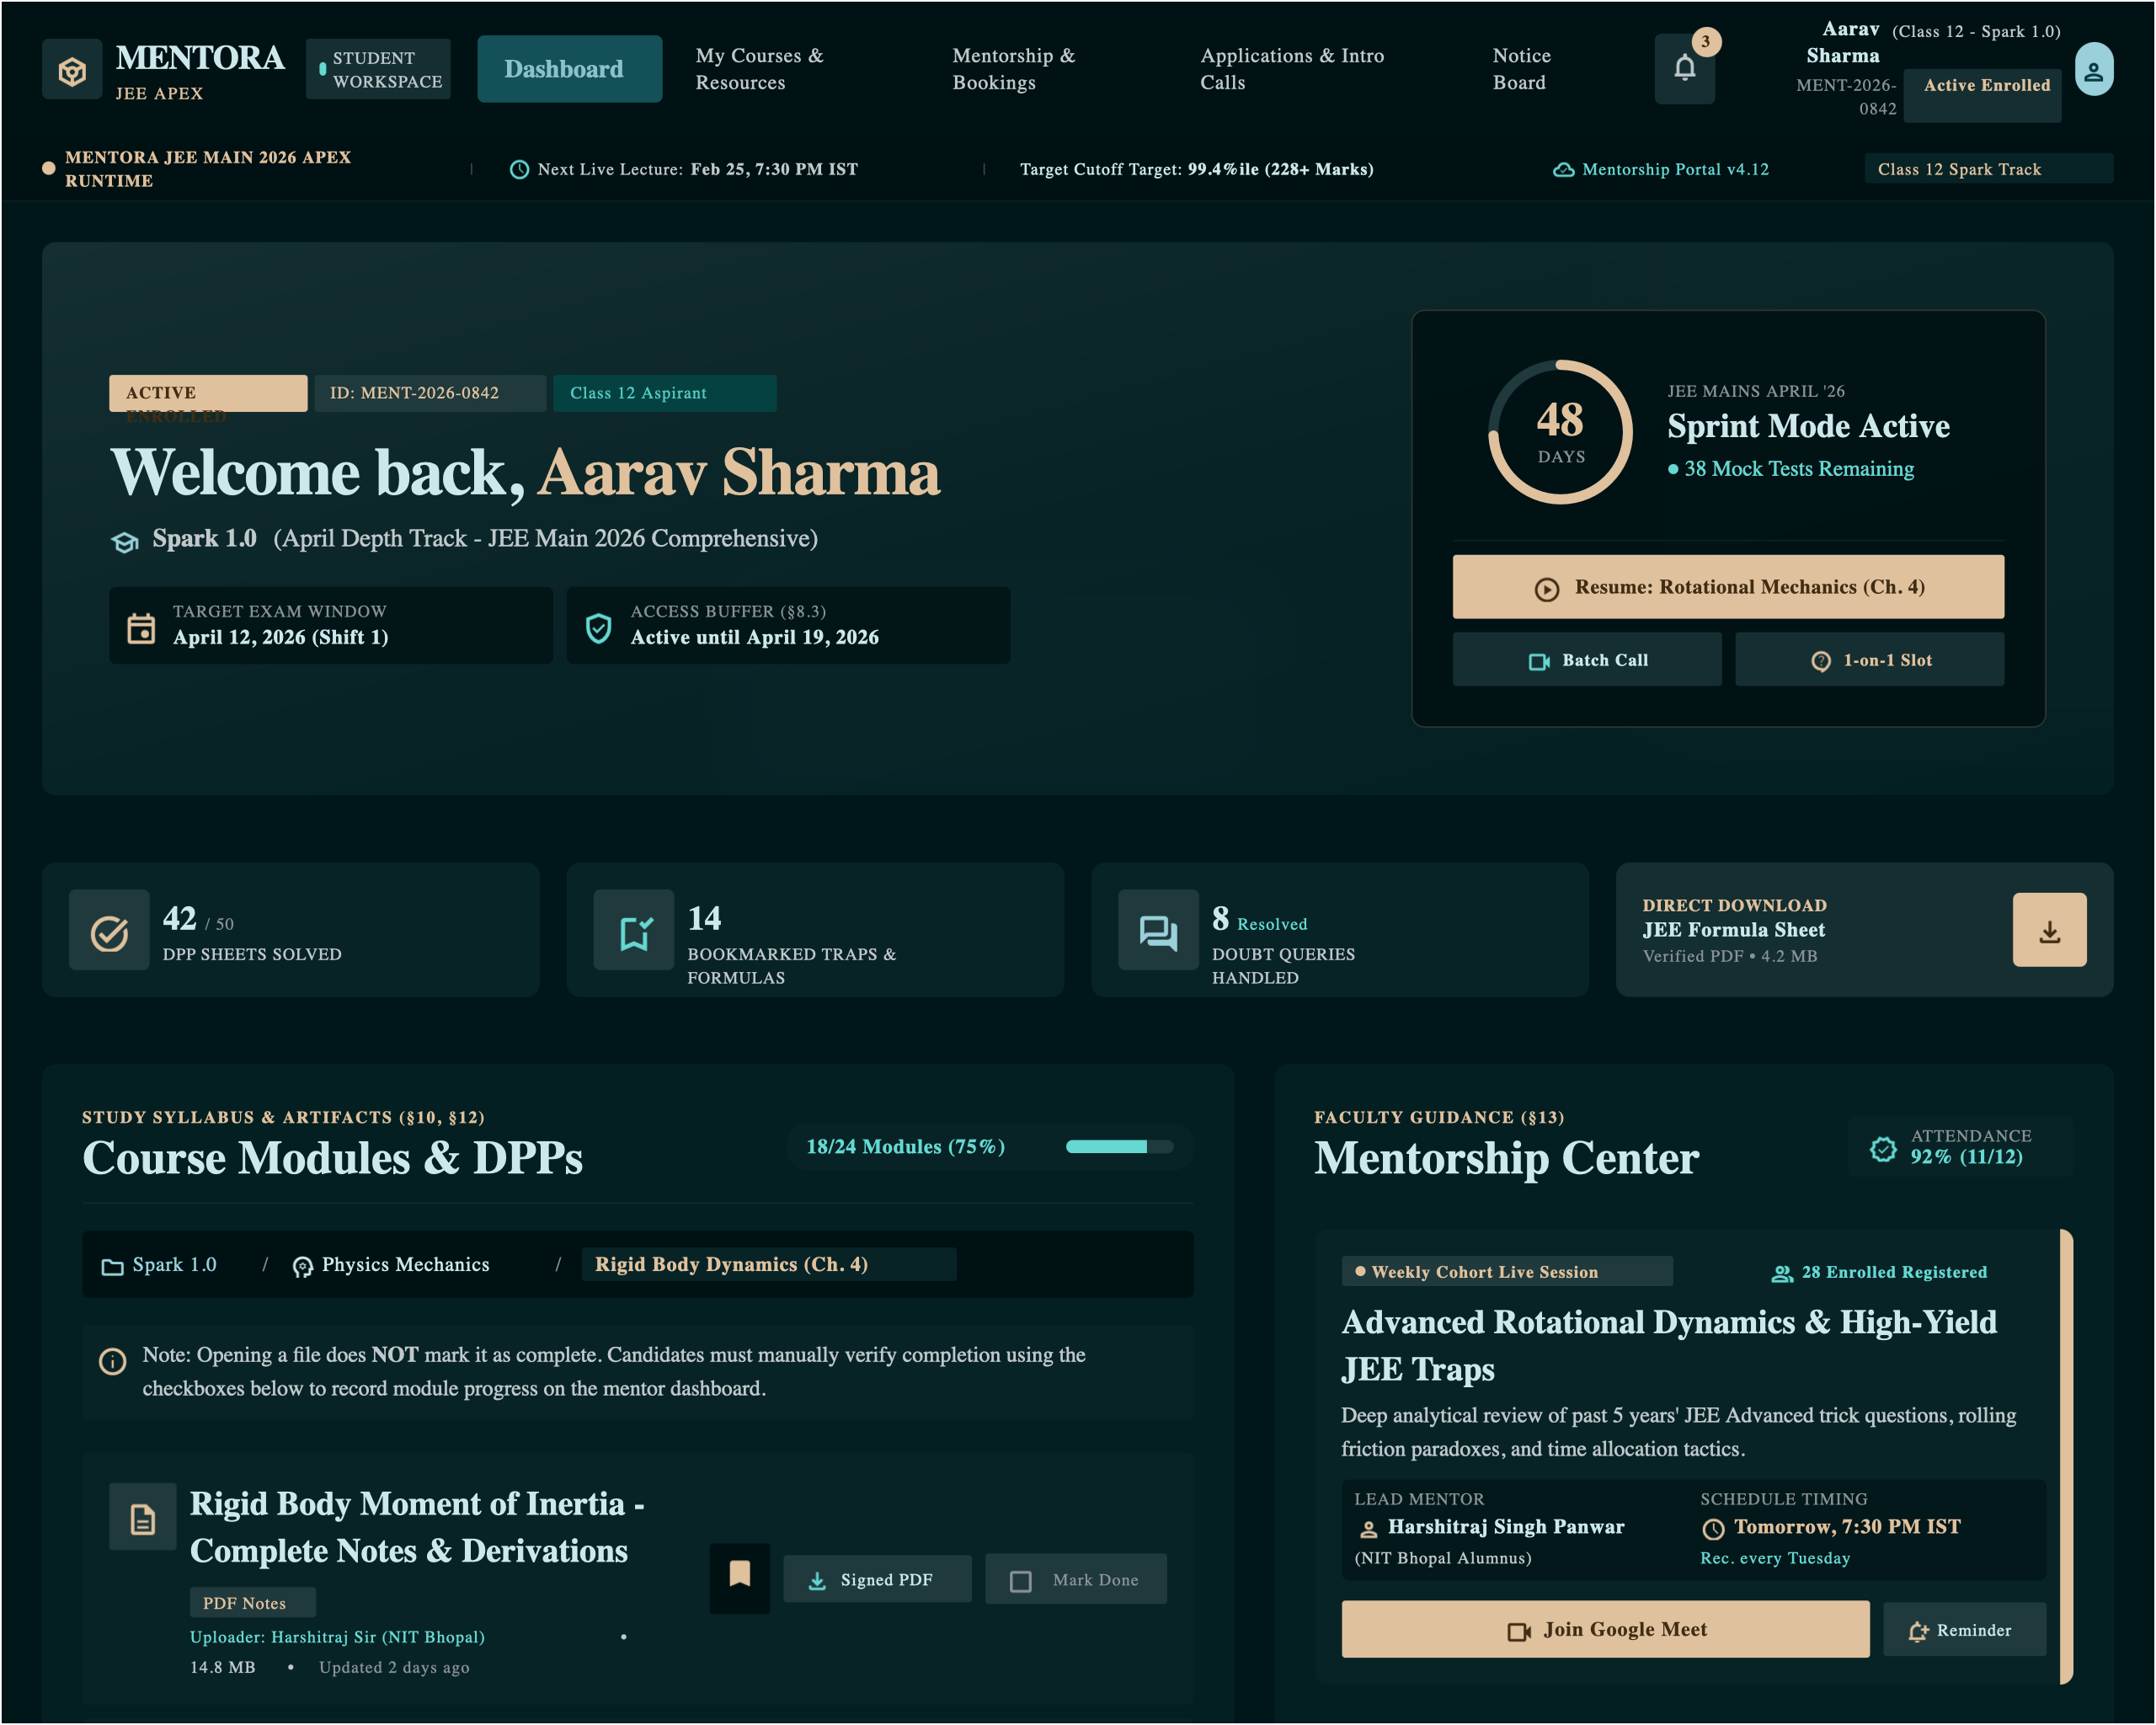 MENTORA
JEE APEX
STUDENT
WORKSPACE
Dashboard
My Courses &
Resources
Mentorship &
Bookings
Applications & Intro
Calls
Notice
Board
3
Aarav
Sharma
(Class 12 - Spark 1.0)
MENT-2026-
0842
Active Enrolled
MENTORA JEE MAIN 2026 APEX
RUNTIME
Next Live Lecture: Feb 25, 7:30 PM IST
Target Cutoff Target: 99.4%ile (228+ Marks)
Mentorship Portal v4.12
Class 12 Spark Track
ACTIVE
ENROLLED
ID: MENT-2026-0842
Class 12 Aspirant
Welcome back, Aarav Sharma
Spark 1.0 (April Depth Track - JEE Main 2026 Comprehensive)
TARGET EXAM WINDOW
April 12, 2026 (Shift 1)
ACCESS BUFFER (§8.3)
Active until April 19, 2026
48
DAYS
JEE MAINS APRIL '26
Sprint Mode Active
38 Mock Tests Remaining
Resume: Rotational Mechanics (Ch. 4)
Batch Call
1-on-1 Slot
42 / 50
DPP SHEETS SOLVED
14
BOOKMARKED TRAPS &
FORMULAS
8 Resolved
DOUBT QUERIES
HANDLED
DIRECT DOWNLOAD
JEE Formula Sheet
Verified PDF • 4.2 MB
STUDY SYLLABUS & ARTIFACTS (§10, §12)
Course Modules & DPPs
18/24 Modules (75%)
Spark 1.0 / Physics Mechanics / Rigid Body Dynamics (Ch. 4)
Note: Opening a file does NOT mark it as complete. Candidates must manually verify completion using the
checkboxes below to record module progress on the mentor dashboard.
Rigid Body Moment of Inertia -
Complete Notes & Derivations
PDF Notes
Uploader: Harshitraj Sir (NIT Bhopal) •
14.8 MB • Updated 2 days ago
Signed PDF
Mark Done
FACULTY GUIDANCE (§13)
Mentorship Center
ATTENDANCE
92% (11/12)
Weekly Cohort Live Session
28 Enrolled Registered
Advanced Rotational Dynamics & High-Yield
JEE Traps
Deep analytical review of past 5 years' JEE Advanced trick questions, rolling
friction paradoxes, and time allocation tactics.
LEAD MENTOR
Harshitraj Singh Panwar
(NIT Bhopal Alumnus)
SCHEDULE TIMING
Tomorrow, 7:30 PM IST
Rec. every Tuesday
Join Google Meet
Reminder